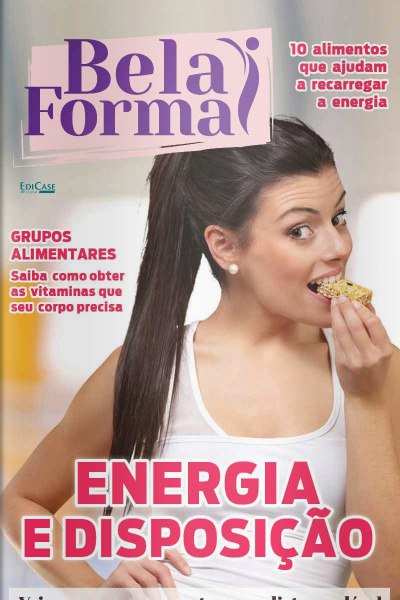 Bela
Forma
10 alimentos
que ajudam
a recarregar
a energia
EDICASE
GRUPOS
ALIMENTARES
Saiba como obter
as vitaminas que
seu corpo precisa
ENERGIA
E DISPOSIÇÃO